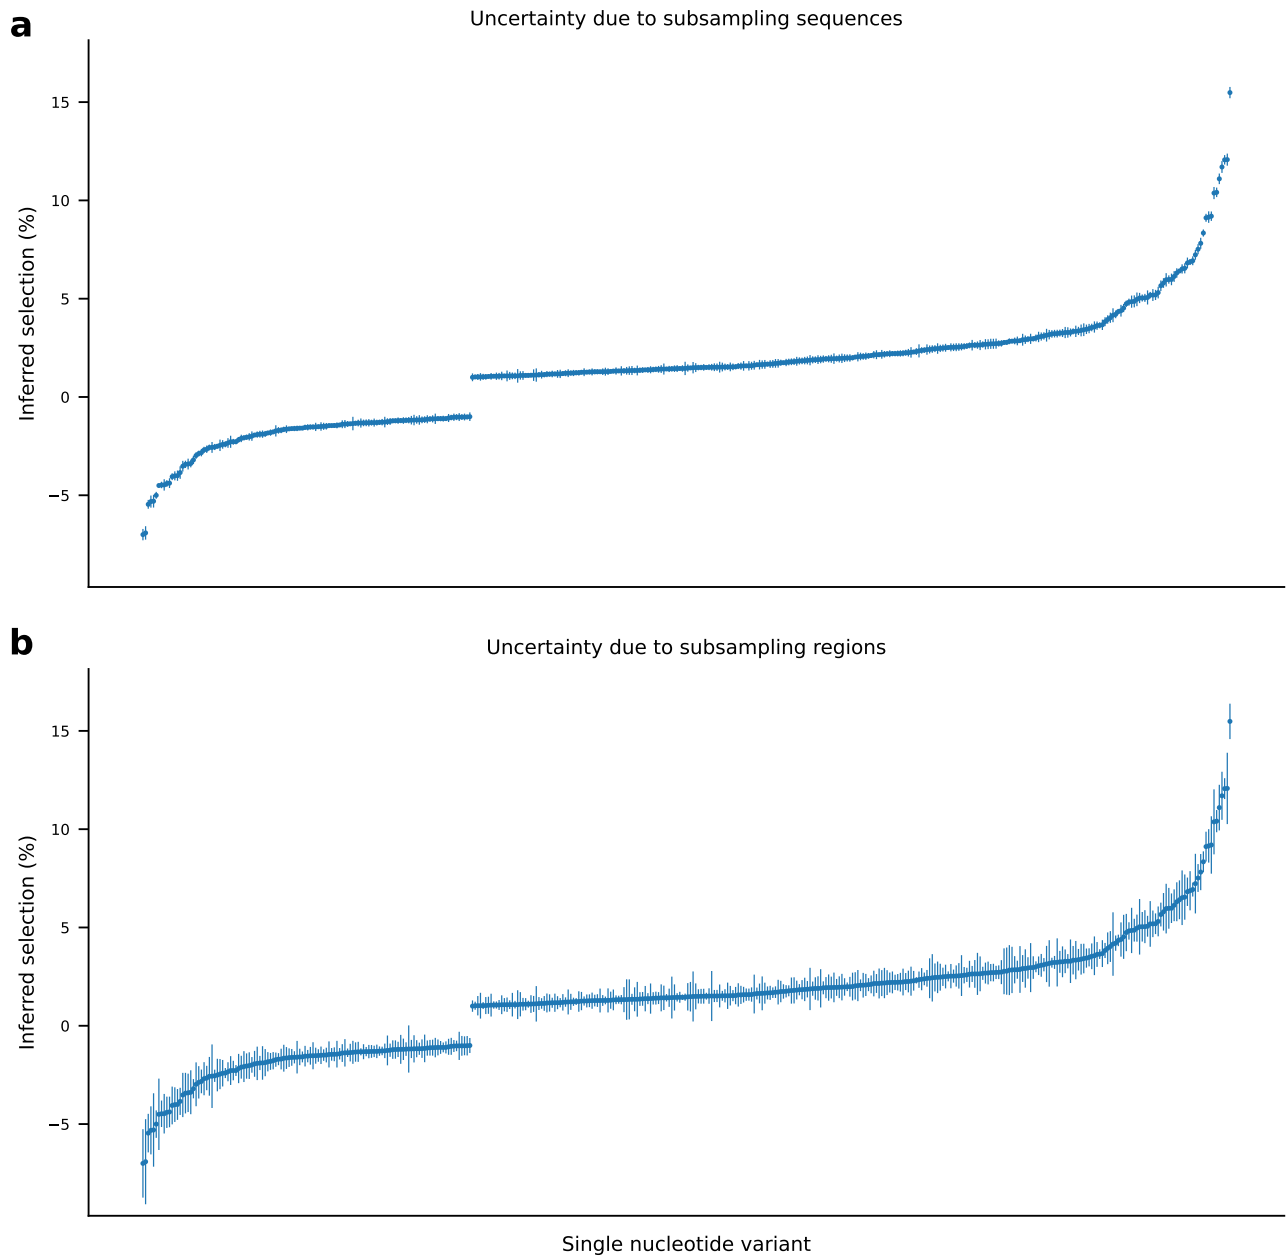 a
Uncertainty due to subsampling sequences
15
10
5
0
−5
Inferred selection (%)
b
Uncertainty due to subsampling regions
15
10
5
0
−5
Inferred selection (%)
Single nucleotide variant